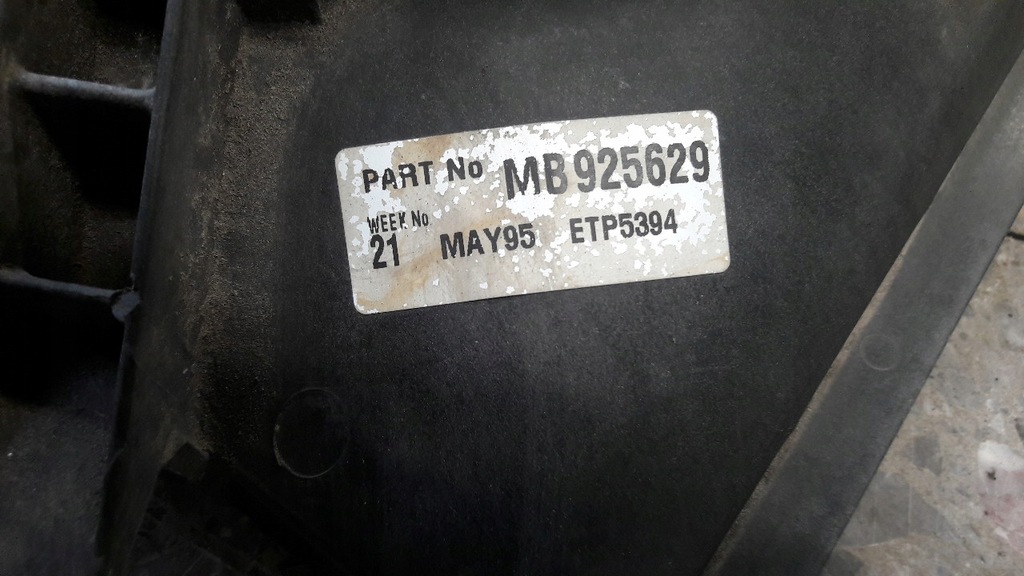 PART No MB925629
WEEK No
21 MAY95 ETP5394